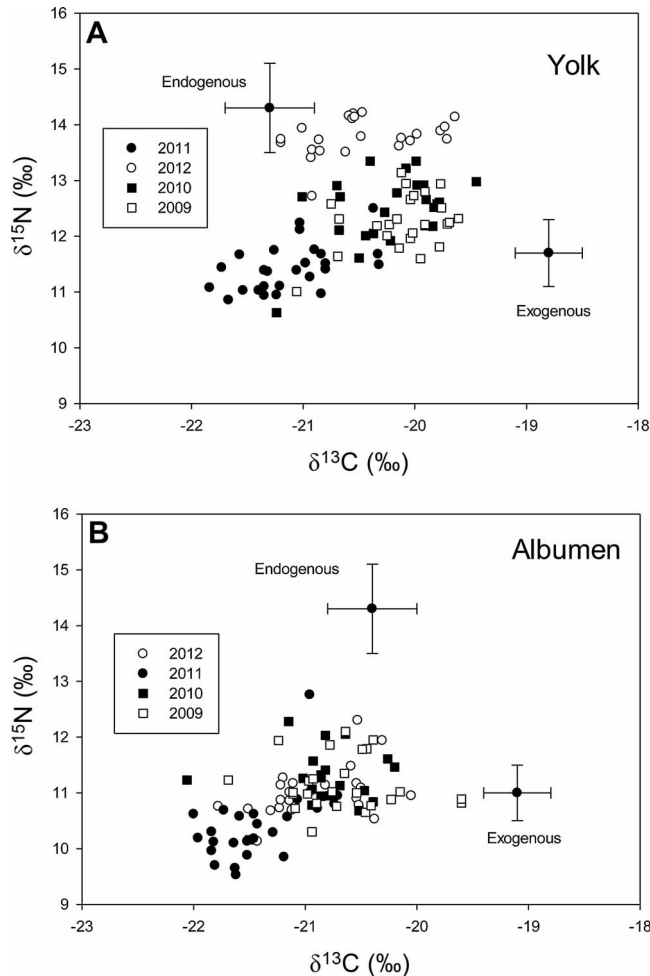 16
A
Yolk
15
Endogenous
14
2011
2012
2010
2009
13
δ15N (‰)
12
11
Exogenous
10
9
-23 -22 -21 -20 -19 -18
δ13C (‰)
16
B
Albumen
15
Endogenous
14
2012
2011
2010
2009
13
δ15N (‰)
12
11
Exogenous
10
9
-23 -22 -21 -20 -19 -18
δ13C (‰)